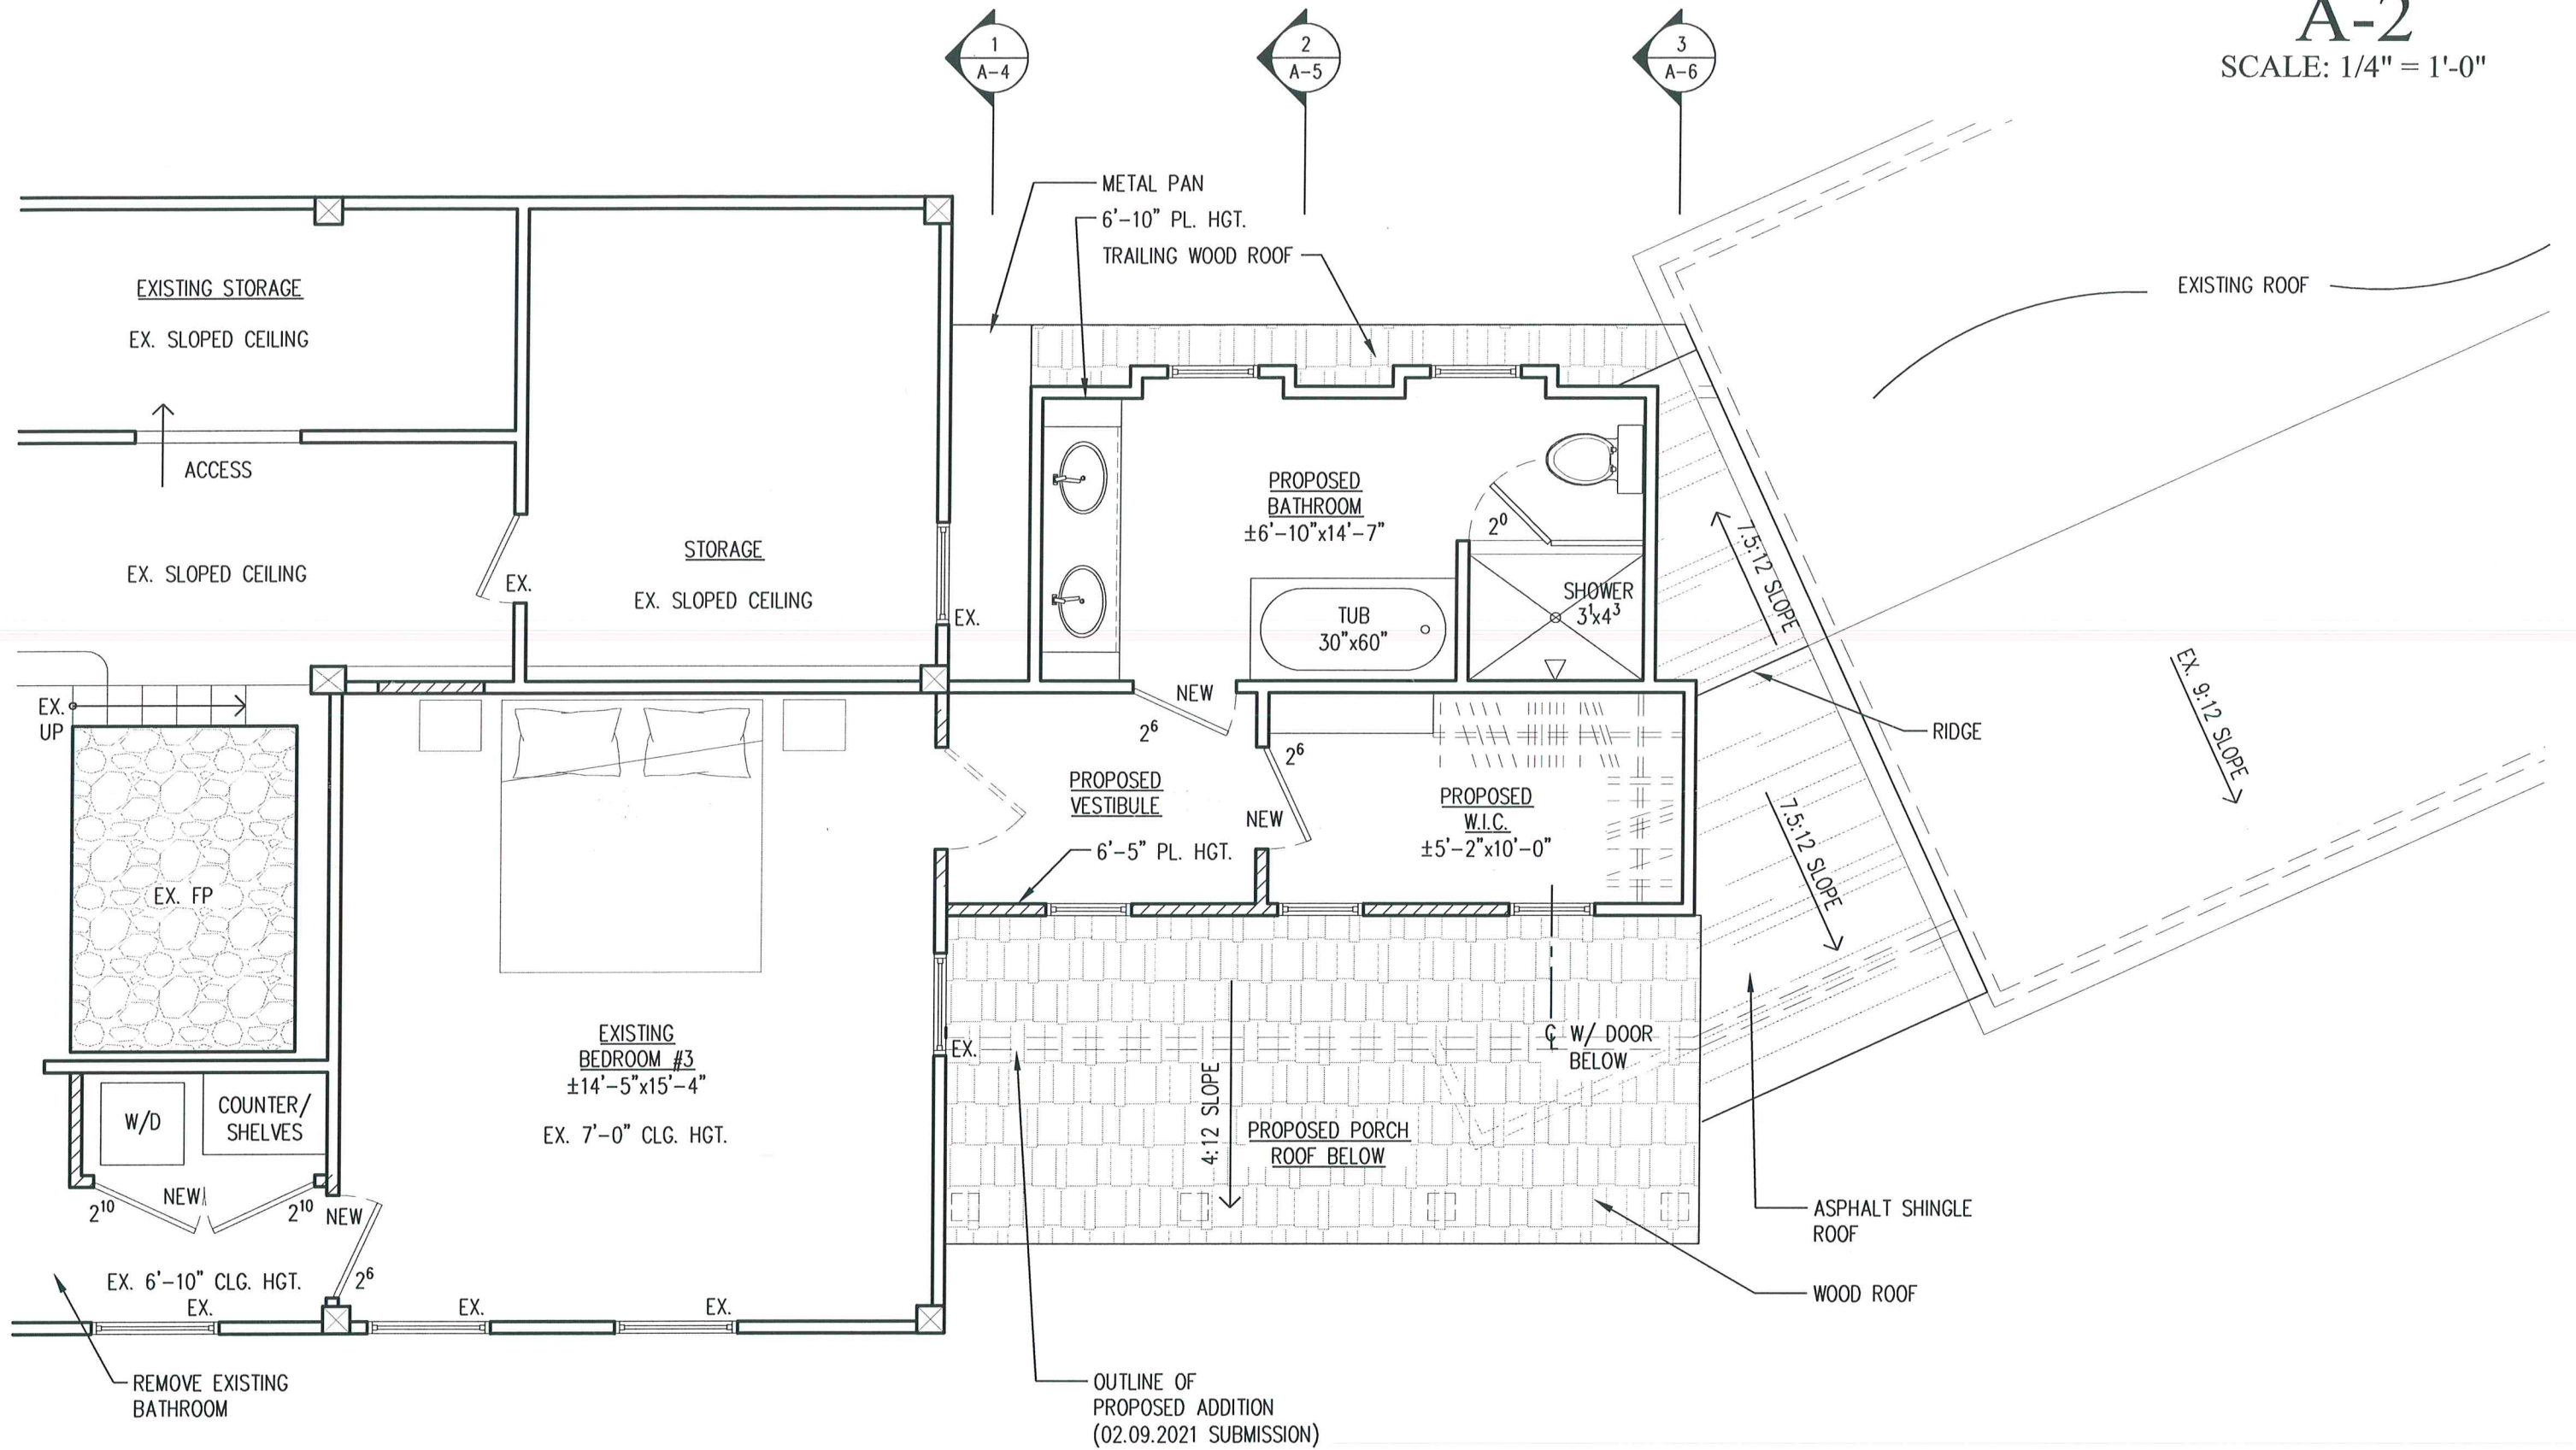 A-2
SCALE: 1/4" = 1'-0"
1
A-4
2
A-5
3
A-6
METAL PAN
6'-10" PL. HGT.
TRAILING WOOD ROOF
EXISTING ROOF
EXISTING STORAGE
EX. SLOPED CEILING
ACCESS
EX. SLOPED CEILING
EX.
STORAGE
EX. SLOPED CEILING
EX.
PROPOSED
BATHROOM
±6'-10"x14'-7"
2⁰
SHOWER
3¹x4³
TUB
30"x60"
7.5:12 SLOPE
EX. 9:12 SLOPE
RIDGE
EX.
UP
NEW
2⁶
2⁶
NEW
PROPOSED
VESTIBULE
6'-5" PL. HGT.
PROPOSED
W.I.C.
±5'-2"x10'-0"
7.5:12 SLOPE
EX. FP
EXISTING
BEDROOM #3
±14'-5"x15'-4"
EX. 7'-0" CLG. HGT.
EX.
℄ W/ DOOR
BELOW
4:12 SLOPE
PROPOSED PORCH
ROOF BELOW
W/D
COUNTER/
SHELVES
NEW
2¹⁰
2¹⁰
NEW
2⁶
EX. 6'-10" CLG. HGT.
EX.
EX.
EX.
ASPHALT SHINGLE
ROOF
WOOD ROOF
REMOVE EXISTING
BATHROOM
OUTLINE OF
PROPOSED ADDITION
(02.09.2021 SUBMISSION)